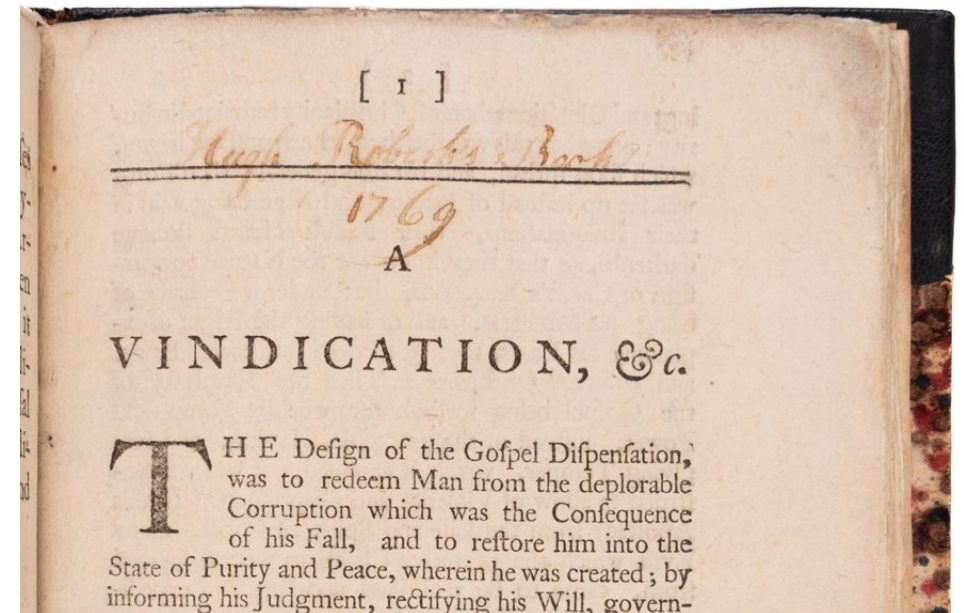 [ 1 ]
Hugh Roberts Book
1769
A
VINDICATION, &c.
THE Deſign of the Goſpel Diſpenſation,
was to redeem Man from the deplorable
Corruption which was the Conſequence
of his Fall, and to reſtore him into the
State of Purity and Peace, wherein he was created; by
informing his Judgment, rectifying his Will, govern-